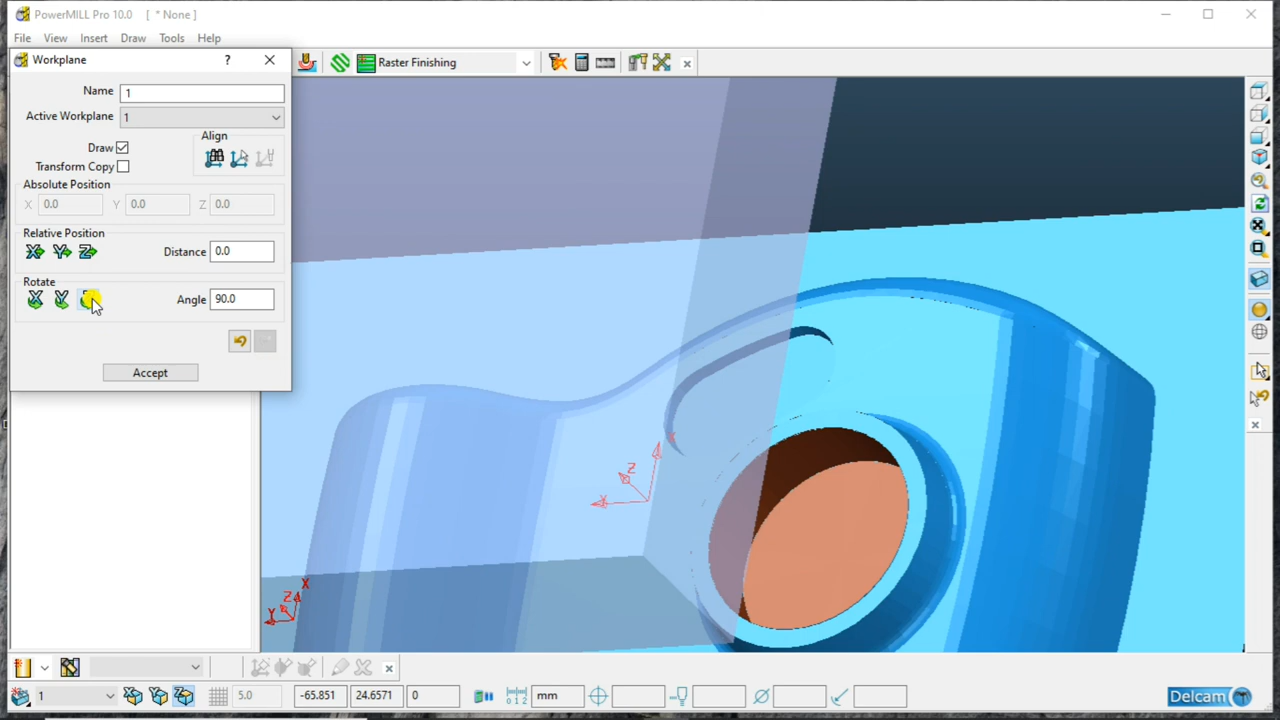 PowerMILL Pro 10.0 [ * None ]
File View Insert Draw Tools Help
Workplane ?
Raster Finishing
Name 1
Active Workplane 1
Draw
Align
Transform Copy
Absolute Position
X 0.0 Y 0.0 Z 0.0
Relative Position
X Y Z Distance 0.0
Rotate
X Y Angle 90.0
Accept
Z
X
Z
Y
1 5.0 -65.851 24.6571 0 mm Delcam